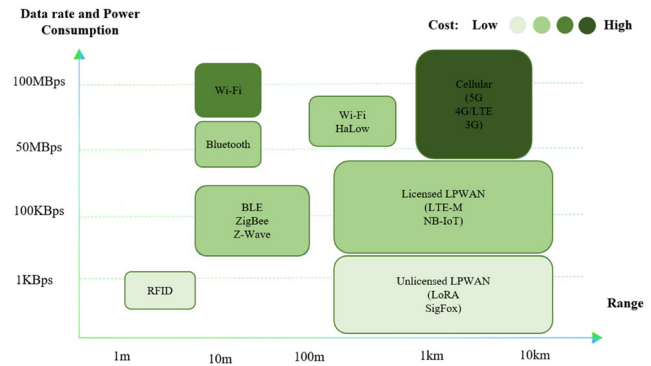 Data rate and Power
Consumption
Cost: Low High
100MBps
50MBps
100KBps
1KBps
Wi-Fi
Bluetooth
Wi-Fi
HaLow
Cellular
(5G
4G/LTE
3G)
BLE
ZigBee
Z-Wave
Licensed LPWAN
(LTE-M
NB-IoT)
RFID
Unlicensed LPWAN
(LoRA
SigFox)
Range
1m 10m 100m 1km 10km